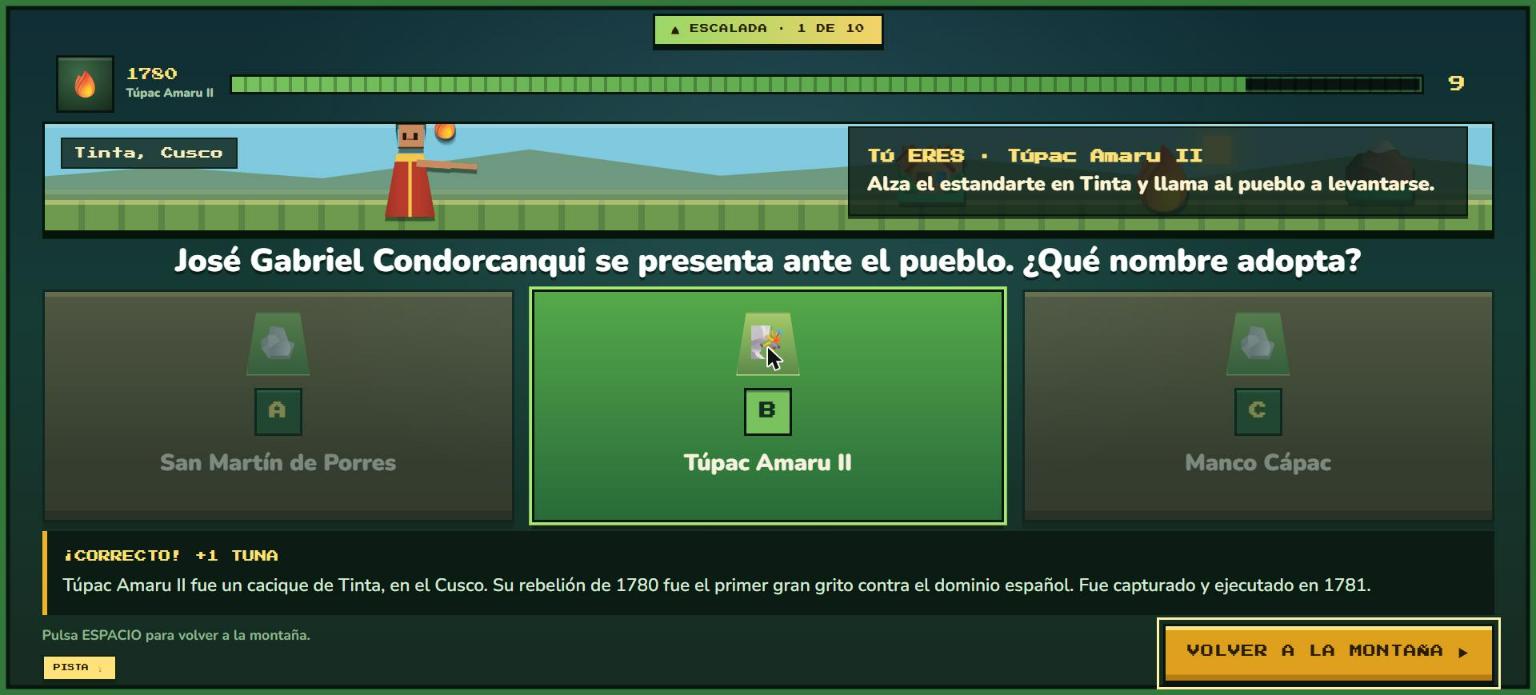 ▲ ESCALADA · 1 DE 10
1780
Túpac Amaru II
9
Tinta, Cusco
Tú ERES · Túpac Amaru II
Alza el estandarte en Tinta y llama al pueblo a levantarse.
José Gabriel Condorcanqui se presenta ante el pueblo. ¿Qué nombre adopta?
A
San Martín de Porres
B
Túpac Amaru II
C
Manco Cápac
¡CORRECTO! +1 TUNA
Túpac Amaru II fue un cacique de Tinta, en el Cusco. Su rebelión de 1780 fue el primer gran grito contra el dominio español. Fue capturado y ejecutado en 1781.
Pulsa ESPACIO para volver a la montaña.
PISTA ↓
VOLVER A LA MONTAÑA ▶